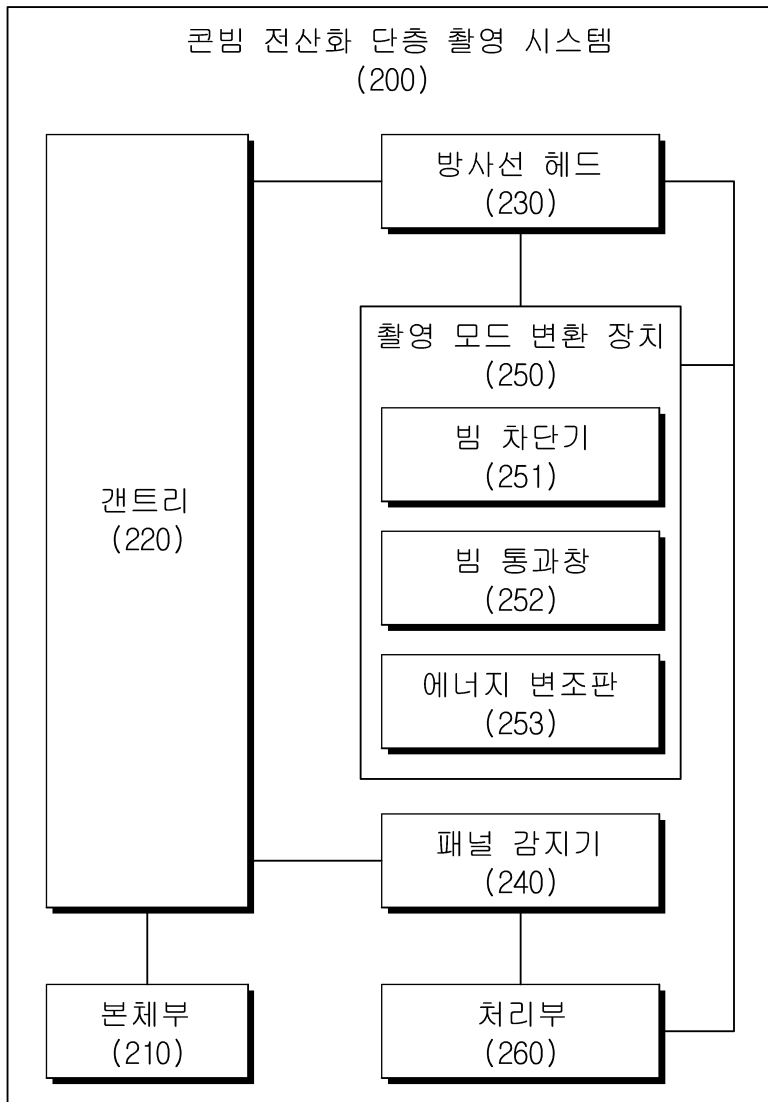 콘빔 전산화 단층 촬영 시스템
(200)
갠트리
(220)
방사선 헤드
(230)
촬영 모드 변환 장치
(250)
빔 차단기
(251)
빔 통과창
(252)
에너지 변조판
(253)
패널 감지기
(240)
본체부
(210)
처리부
(260)